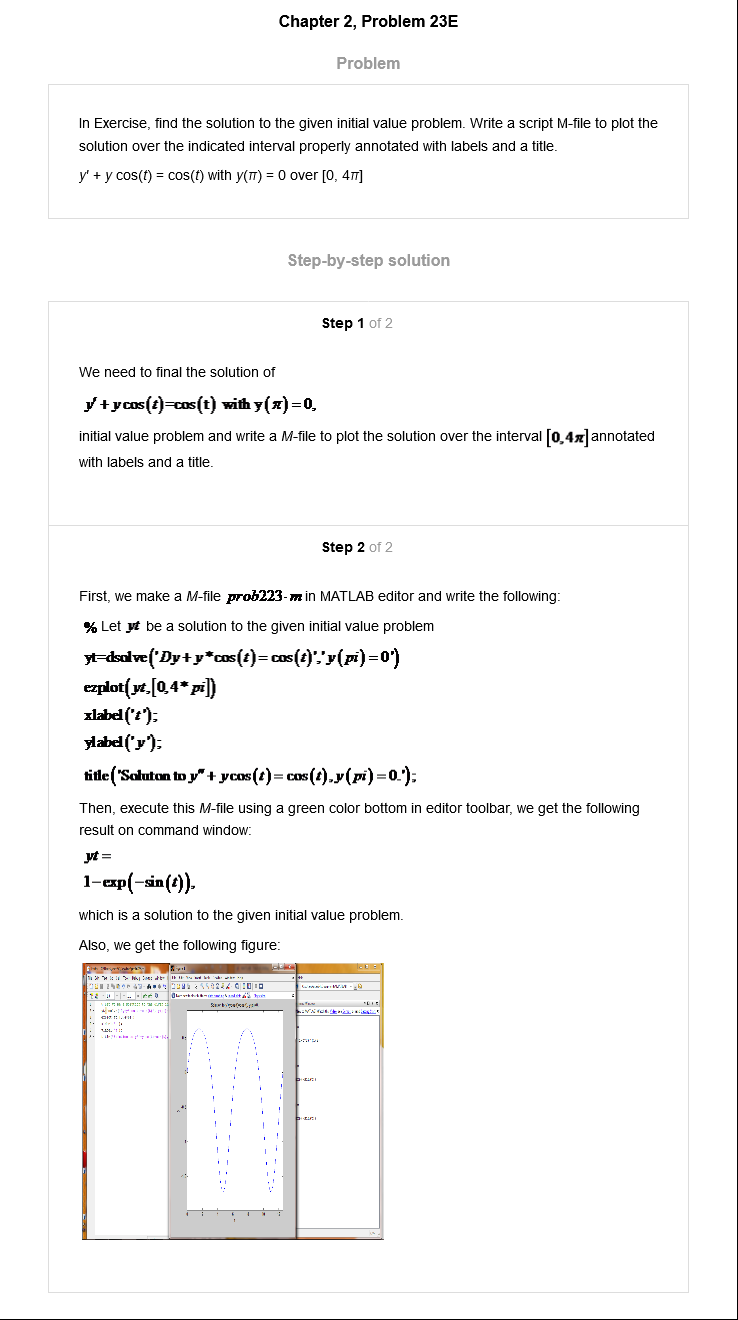 Chapter 2, Problem 23E
Problem
In Exercise, find the solution to the given initial value problem. Write a script M-file to plot the
solution over the indicated interval properly annotated with labels and a title.
y′ + y cos(t) = cos(t) with y(π) = 0 over [0, 4π]
Step-by-step solution
Step 1 of 2
We need to final the solution of
y′ + y cos(t)=cos(t) with y(π)=0,
initial value problem and write a M-file to plot the solution over the interval [0,4π] annotated
with labels and a title.
Step 2 of 2
First, we make a M-file prob223-m in MATLAB editor and write the following:
% Let yt be a solution to the given initial value problem
yt=dsolve('Dy+y*cos(t)=cos(t)','y(pi)=0')
ezplot(yt,[0,4*pi])
xlabel('t');
ylabel('y');
title('Soluton to y"+ycos(t)=cos(t),y(pi)=0.');
Then, execute this M-file using a green color bottom in editor toolbar, we get the following
result on command window:
yt =
1-exp(-sin(t)),
which is a solution to the given initial value problem.
Also, we get the following figure: